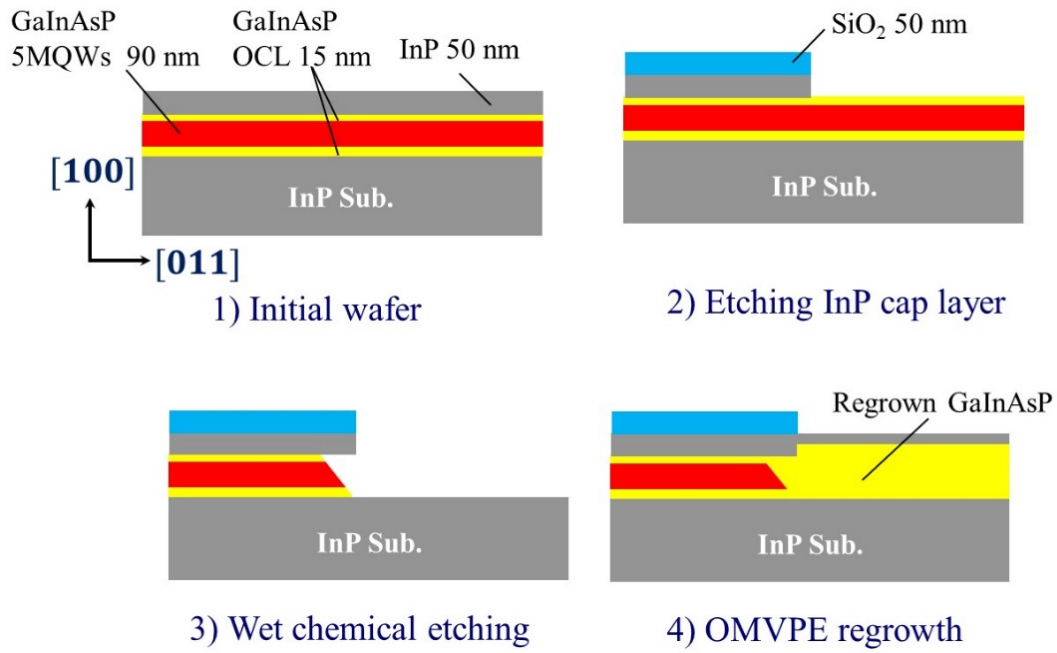 GaInAsP
5MQWs 90 nm
GaInAsP
OCL 15 nm
InP 50 nm
[100]
[011]
InP Sub.
1) Initial wafer
SiO₂ 50 nm
InP Sub.
2) Etching InP cap layer
InP Sub.
3) Wet chemical etching
Regrown GaInAsP
InP Sub.
4) OMVPE regrowth